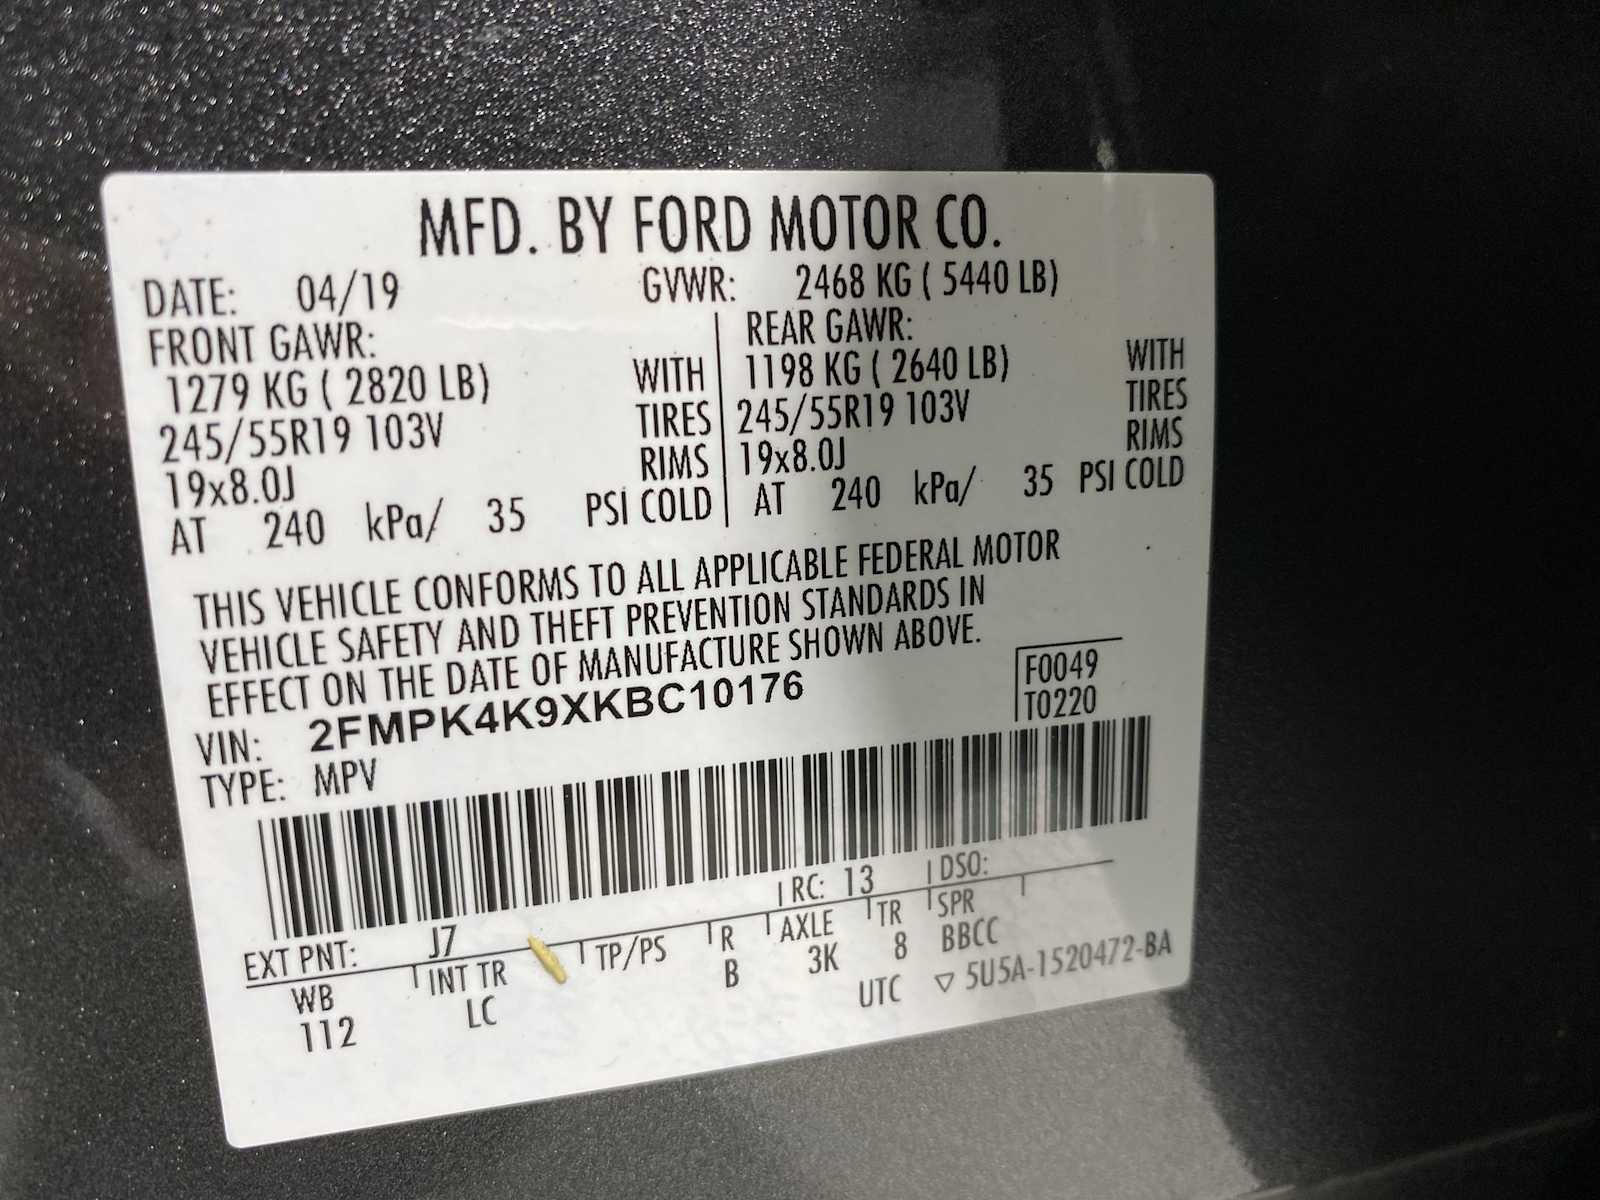 MFD. BY FORD MOTOR CO.
DATE: 04/19 GVWR: 2468 KG ( 5440 LB)
FRONT GAWR: REAR GAWR:
1279 KG ( 2820 LB) WITH 1198 KG ( 2640 LB) WITH
245/55R19 103V TIRES 245/55R19 103V TIRES
19x8.0J RIMS 19x8.0J RIMS
AT 240 kPa/ 35 PSI COLD AT 240 kPa/ 35 PSI COLD
THIS VEHICLE CONFORMS TO ALL APPLICABLE FEDERAL MOTOR
VEHICLE SAFETY AND THEFT PREVENTION STANDARDS IN
EFFECT ON THE DATE OF MANUFACTURE SHOWN ABOVE.
F0049
VIN: 2FMPK4K9XKBC10176 T0220
TYPE: MPV
EXT PNT: J7 RC: 13 DSO:
WB INT TR TP/PS R AXLE TR SPR
112 LC B 3K 8 BBCC
UTC ▽ 5U5A-1520472-BA